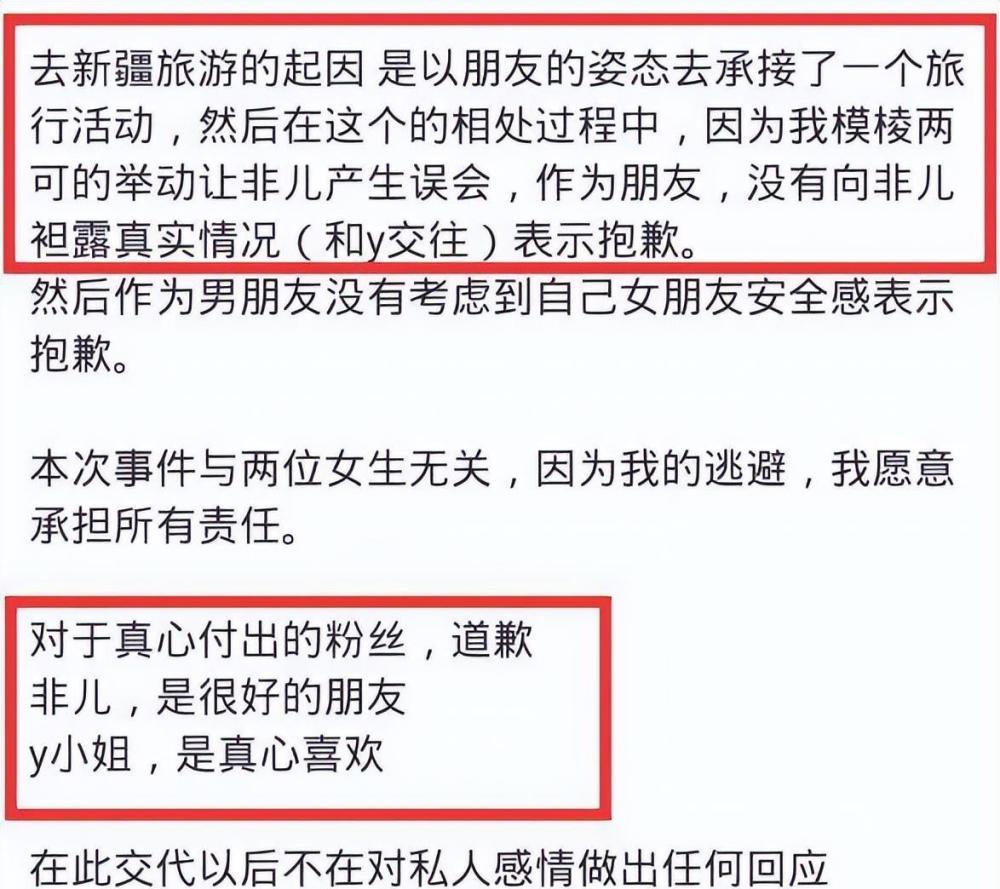 去新疆旅游的起因 是以朋友的姿态去承接了一个旅
行活动，然后在这个的相处过程中，因为我模棱两
可的举动让非儿产生误会，作为朋友，没有向非儿
袒露真实情况（和y交往）表示抱歉。
然后作为男朋友没有考虑到自己女朋友安全感表示
抱歉。
本次事件与两位女生无关，因为我的逃避，我愿意
承担所有责任。
对于真心付出的粉丝，道歉
非儿，是很好的朋友
y小姐，是真心喜欢
在此交代以后不在对私人感情做出任何回应